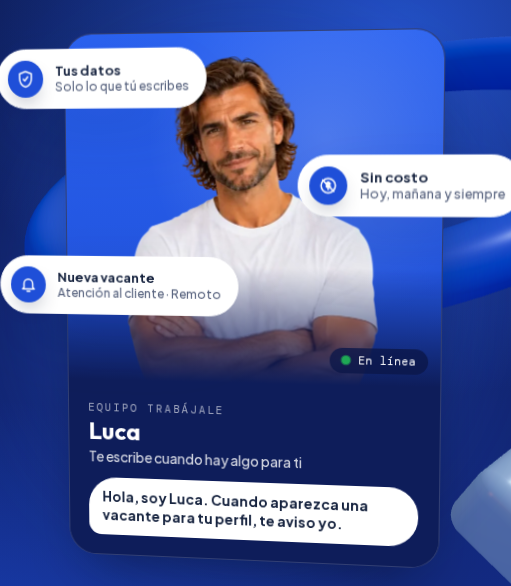 Tus datos
Solo lo que tú escribes
Sin costo
Hoy, mañana y siempre
Nueva vacante
Atención al cliente · Remoto
En línea
EQUIPO TRABÁJALE
Luca
Te escribe cuando hay algo para ti
Hola, soy Luca. Cuando aparezca una
vacante para tu perfil, te aviso yo.